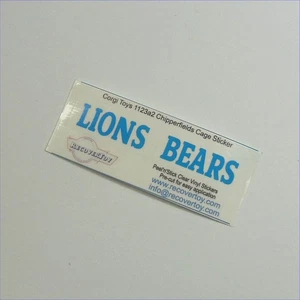 Corgi Toys 1123a2 Chipperfields Cage Sticker
LIONS BEARS
RECOVERTOY
Peel'n'Stick Clear Vinyl Stickers
Pre-cut for easy application
www.recovertoy.com
info@recovertoy.com